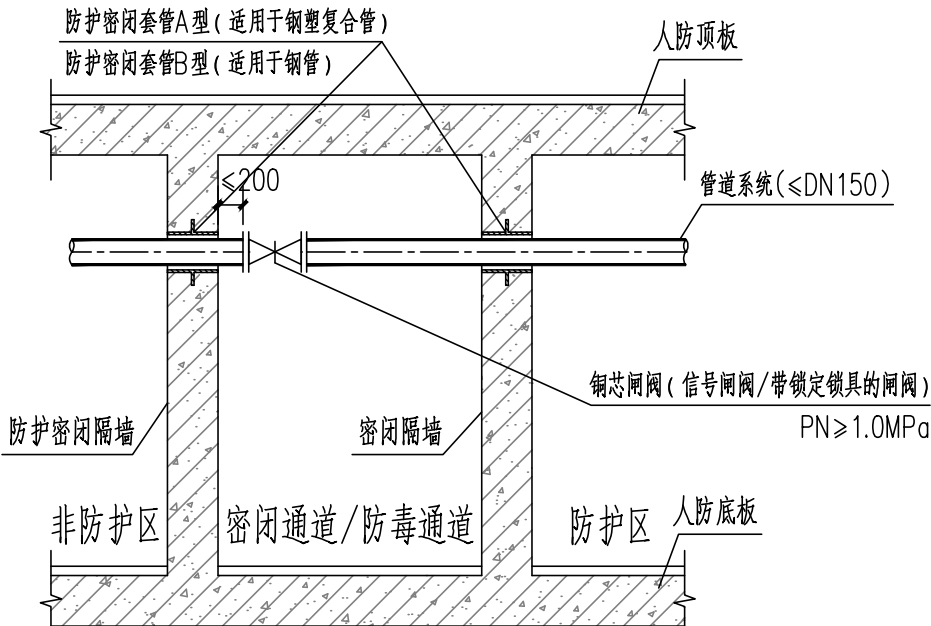 防护密闭套管A型(适用于钢塑复合管)
防护密闭套管B型(适用于钢管)
人防顶板
≤200
管道系统(≤DN150)
铜芯闸阀(信号闸阀/带锁定锁具的闸阀)
PN≥1.0MPa
防护密闭隔墙
密闭隔墙
非防护区
密闭通道/防毒通道
防护区
人防底板